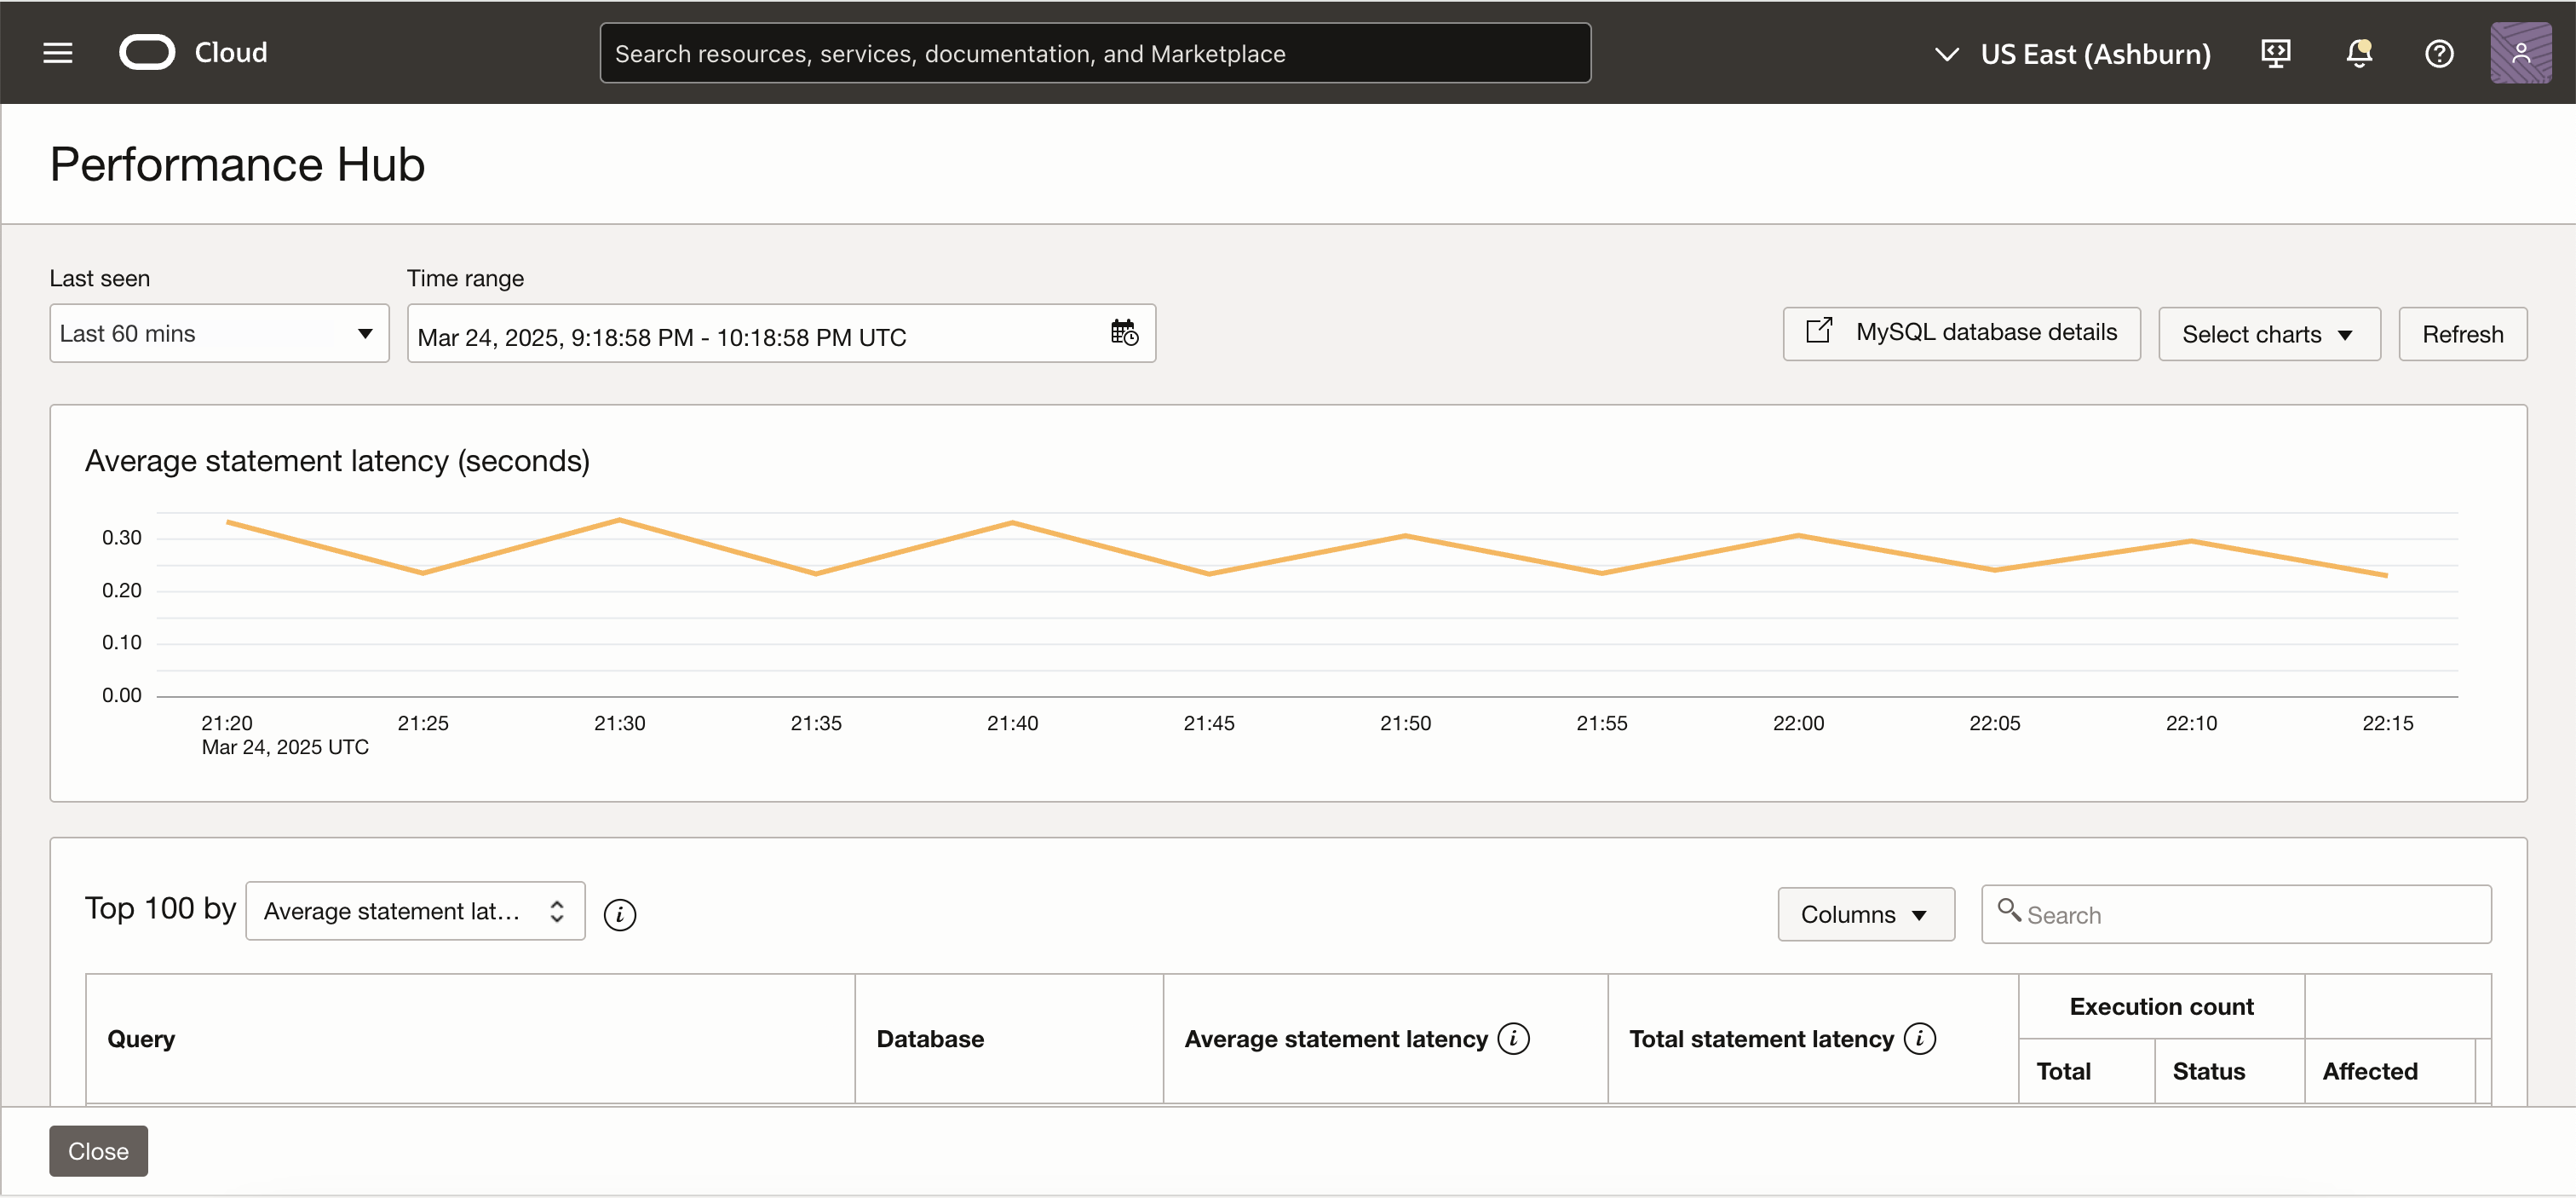 Cloud
Search resources, services, documentation, and Marketplace
US East (Ashburn)
Performance Hub
Last seen
Time range
Last 60 mins
Mar 24, 2025, 9:18:58 PM - 10:18:58 PM UTC
MySQL database details
Select charts
Refresh
Average statement latency (seconds)
0.30
0.20
0.10
0.00
21:20 21:25 21:30 21:35 21:40 21:45 21:50 21:55 22:00 22:05 22:10 22:15
Mar 24, 2025 UTC
Top 100 by
Average statement lat...
Columns
Search
Query
Database
Average statement latency
Total statement latency
Execution count
Total
Status
Affected
Close